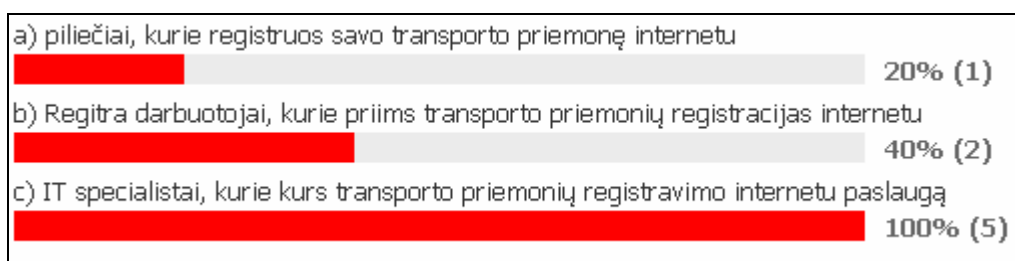 a) piliečiai, kurie registruos savo transporto priemonę internetu
20% (1)
b) Regitra darbuotojai, kurie priims transporto priemonių registracijas internetu
40% (2)
c) IT specialistai, kurie kurs transporto priemonių registravimo internetu paslaugą
100% (5)